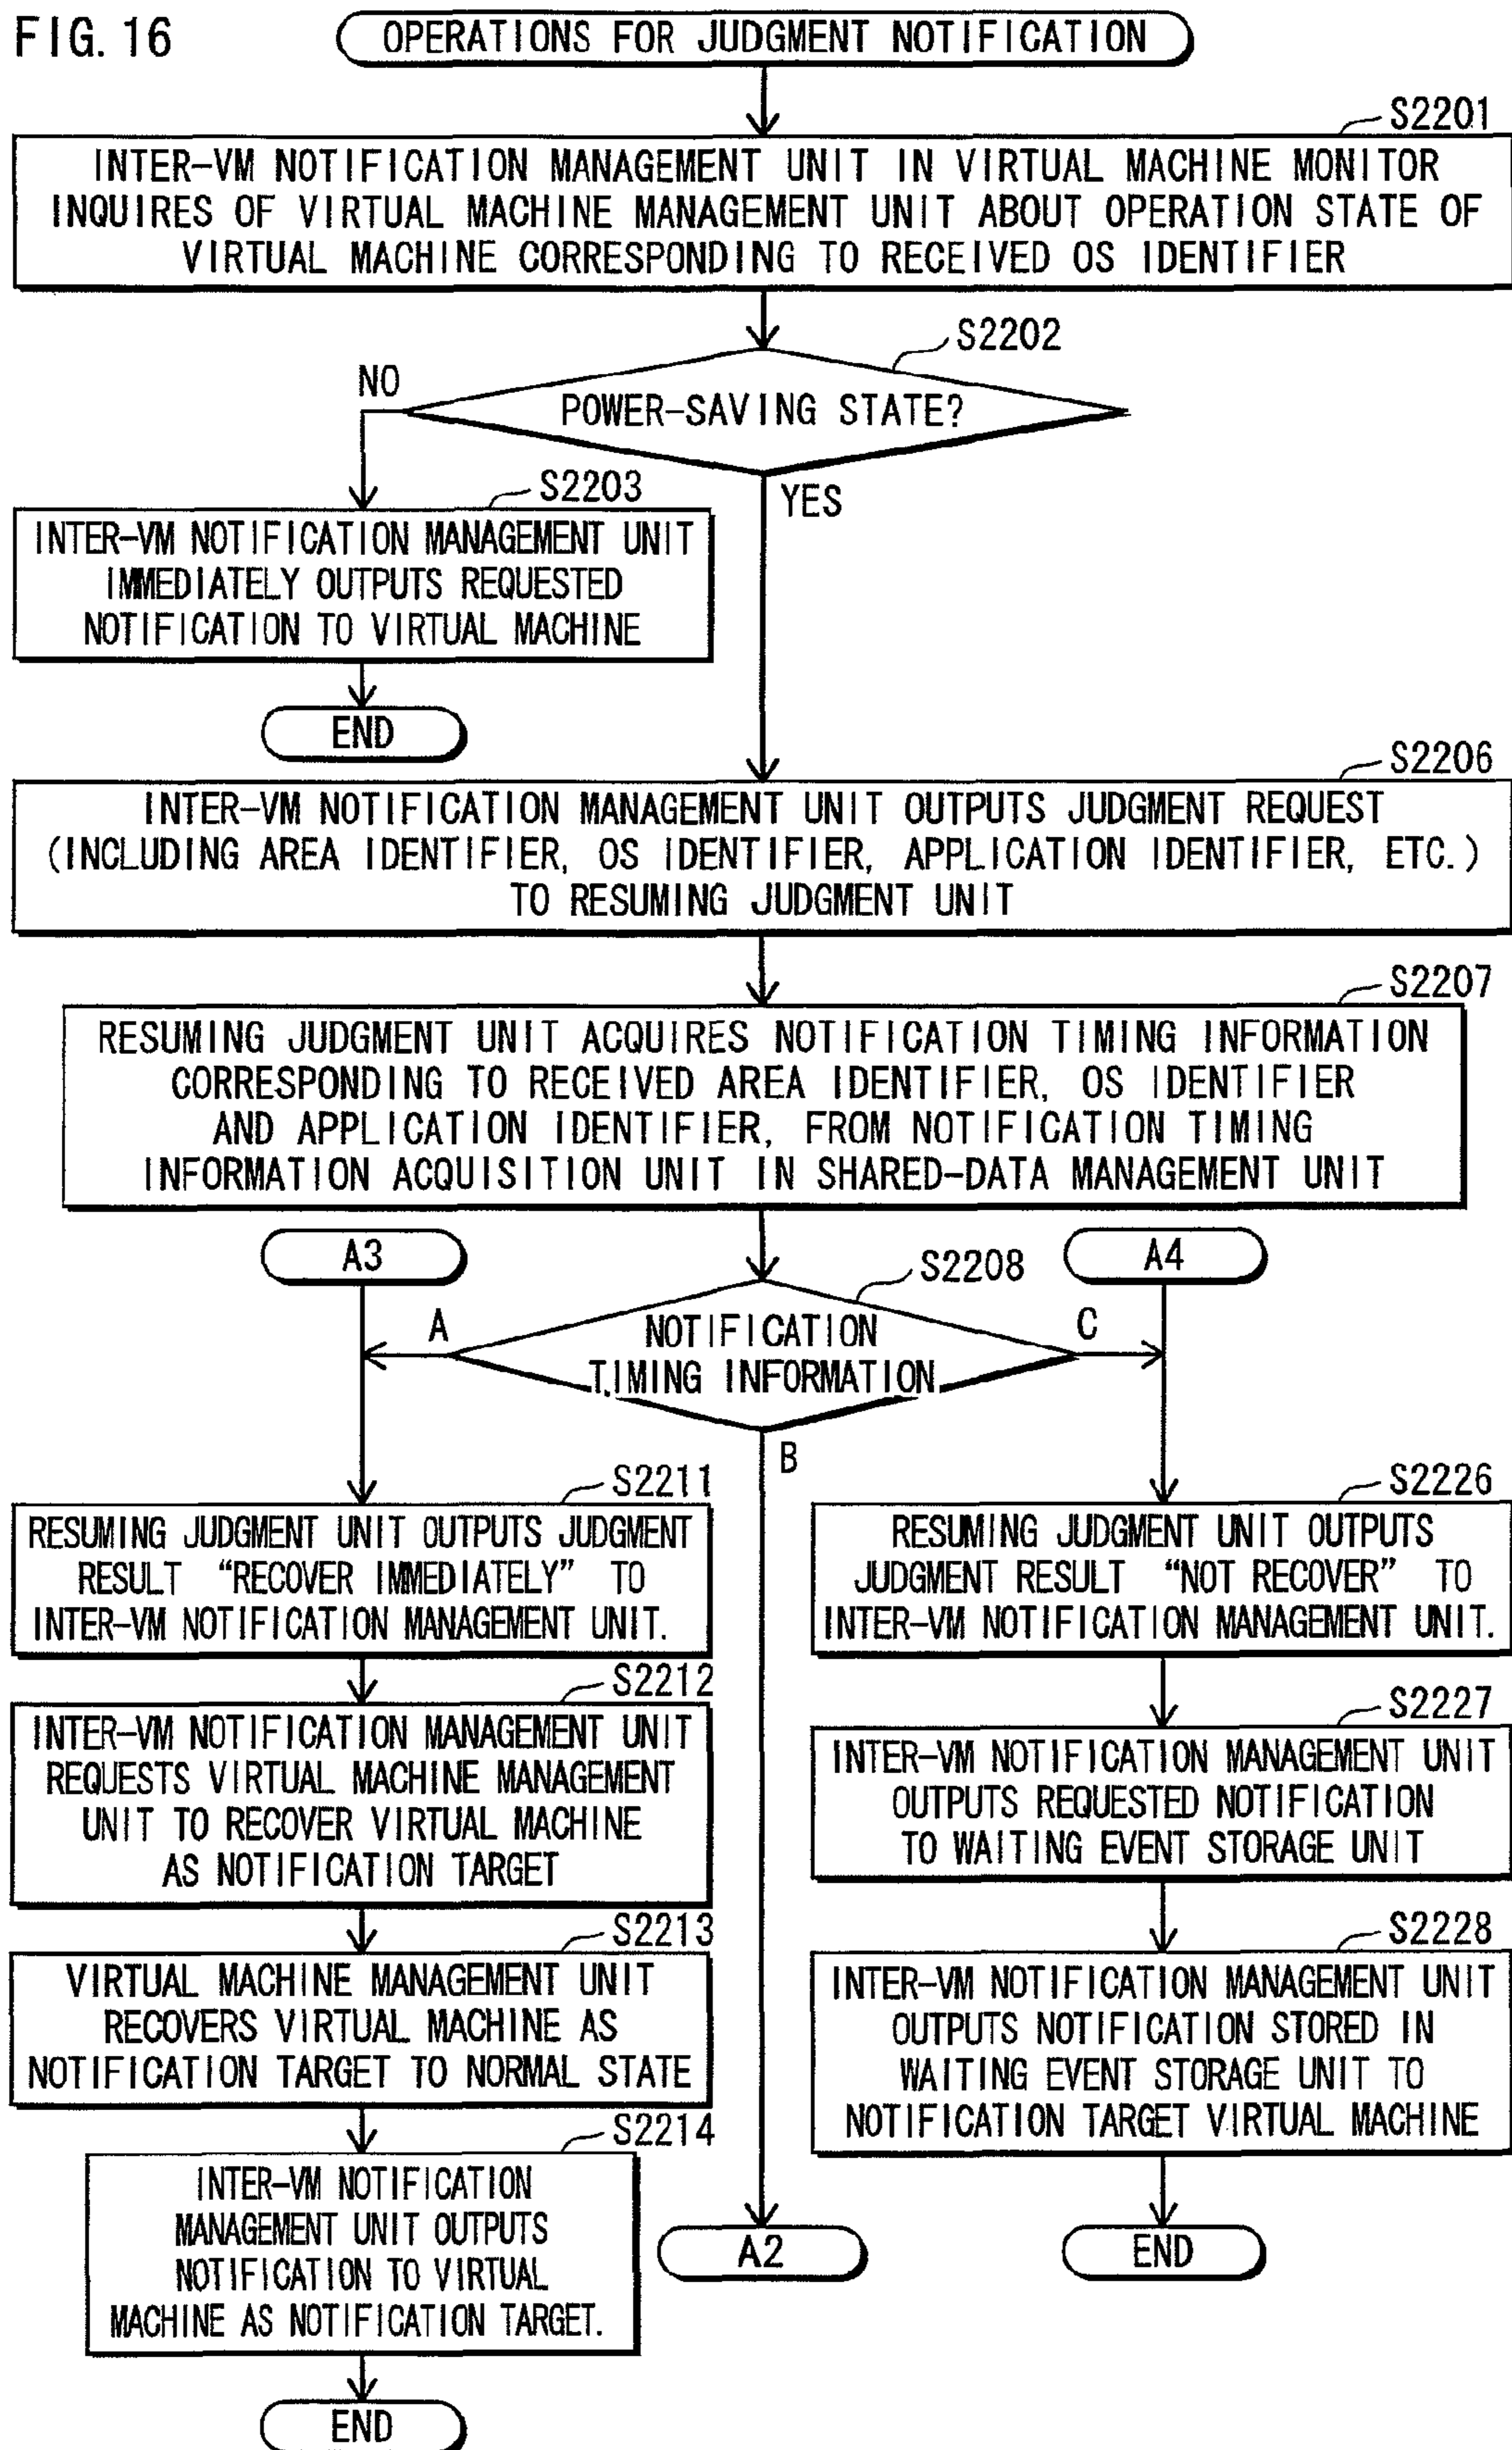 FIG. 16
OPERATIONS FOR JUDGMENT NOTIFICATION
S2201
INTER-VM NOTIFICATION MANAGEMENT UNIT IN VIRTUAL MACHINE MONITOR
INQUIRES OF VIRTUAL MACHINE MANAGEMENT UNIT ABOUT OPERATION STATE OF
VIRTUAL MACHINE CORRESPONDING TO RECEIVED OS IDENTIFIER
S2202
NO
POWER-SAVING STATE?
YES
S2203
INTER-VM NOTIFICATION MANAGEMENT UNIT
IMMEDIATELY OUTPUTS REQUESTED
NOTIFICATION TO VIRTUAL MACHINE
END
S2206
INTER-VM NOTIFICATION MANAGEMENT UNIT OUTPUTS JUDGMENT REQUEST
(INCLUDING AREA IDENTIFIER, OS IDENTIFIER, APPLICATION IDENTIFIER, ETC.)
TO RESUMING JUDGMENT UNIT
S2207
RESUMING JUDGMENT UNIT ACQUIRES NOTIFICATION TIMING INFORMATION
CORRESPONDING TO RECEIVED AREA IDENTIFIER, OS IDENTIFIER
AND APPLICATION IDENTIFIER, FROM NOTIFICATION TIMING
INFORMATION ACQUISITION UNIT IN SHARED-DATA MANAGEMENT UNIT
A3
A4
S2208
A
NOTIFICATION
TIMING INFORMATION
C
B
S2211
RESUMING JUDGMENT UNIT OUTPUTS JUDGMENT
RESULT “RECOVER IMMEDIATELY” TO
INTER-VM NOTIFICATION MANAGEMENT UNIT.
S2212
INTER-VM NOTIFICATION MANAGEMENT UNIT
REQUESTS VIRTUAL MACHINE MANAGEMENT
UNIT TO RECOVER VIRTUAL MACHINE
AS NOTIFICATION TARGET
S2213
VIRTUAL MACHINE MANAGEMENT UNIT
RECOVERS VIRTUAL MACHINE AS
NOTIFICATION TARGET TO NORMAL STATE
S2214
INTER-VM NOTIFICATION
MANAGEMENT UNIT OUTPUTS
NOTIFICATION TO VIRTUAL
MACHINE AS NOTIFICATION TARGET.
END
A2
S2226
RESUMING JUDGMENT UNIT OUTPUTS
JUDGMENT RESULT “NOT RECOVER” TO
INTER-VM NOTIFICATION MANAGEMENT UNIT.
S2227
INTER-VM NOTIFICATION MANAGEMENT UNIT
OUTPUTS REQUESTED NOTIFICATION
TO WAITING EVENT STORAGE UNIT
S2228
INTER-VM NOTIFICATION MANAGEMENT UNIT
OUTPUTS NOTIFICATION STORED IN
WAITING EVENT STORAGE UNIT TO
NOTIFICATION TARGET VIRTUAL MACHINE
END